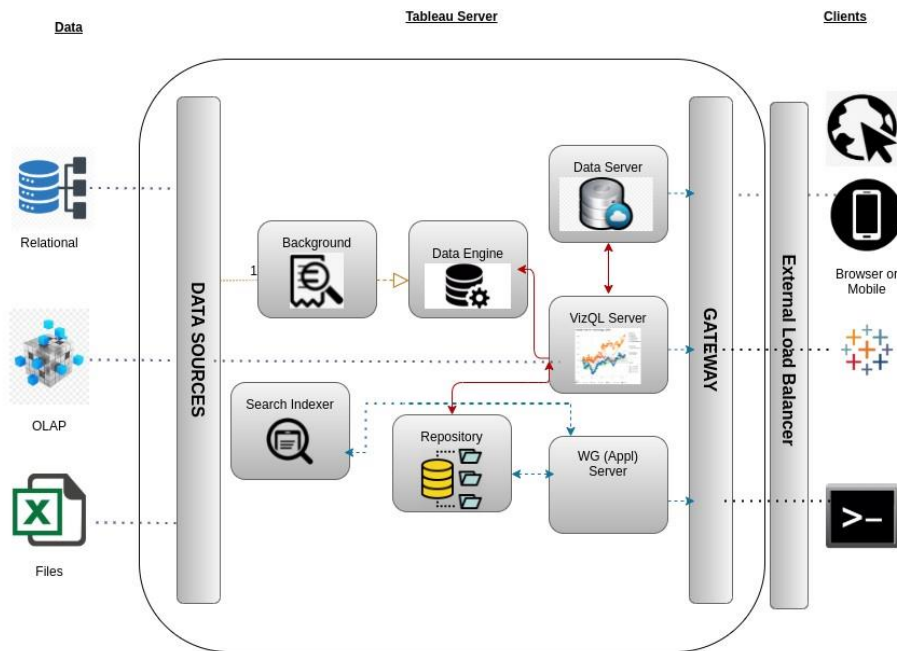 Data
Tableau Server
Clients
Relational
OLAP
Files
DATA SOURCES
1
Background
Data Engine
Data Server
VizQL Server
Search Indexer
Repository
WG (Appl)
Server
GATEWAY
External Load Balancer
Browser or
Mobile